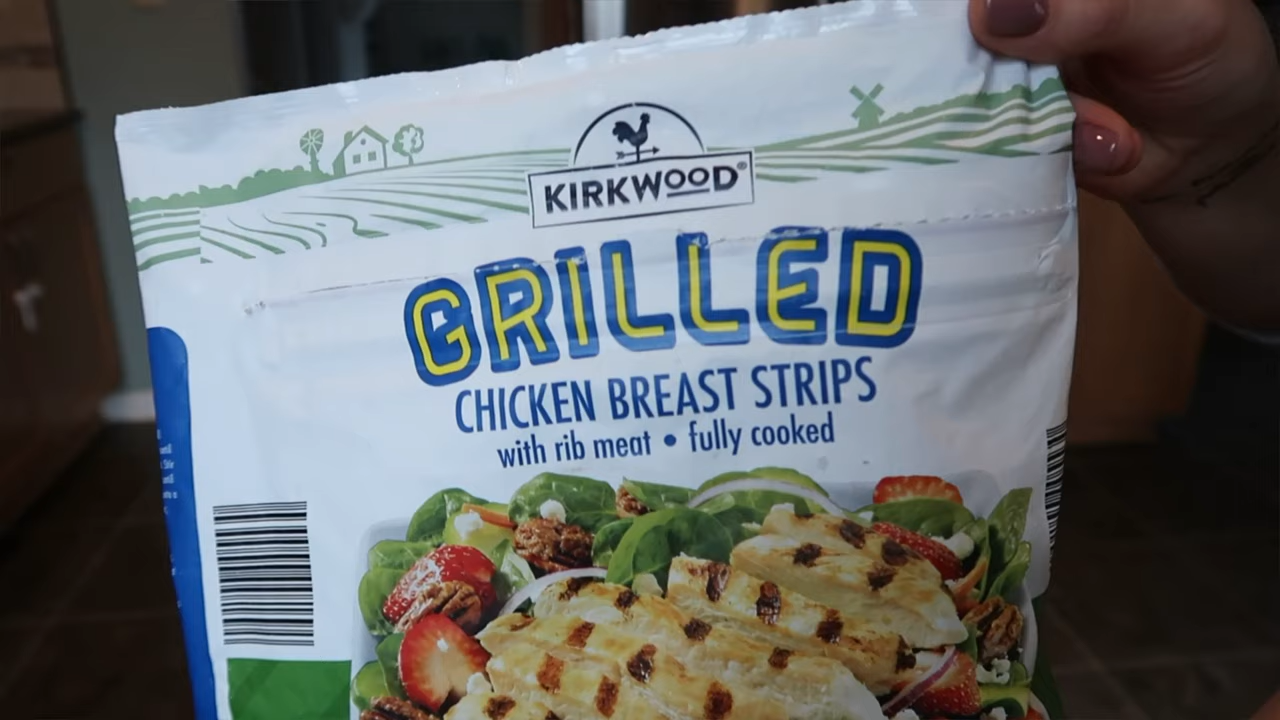 KIRKWOOD®
GRILLED
CHICKEN BREAST STRIPS
with rib meat • fully cooked